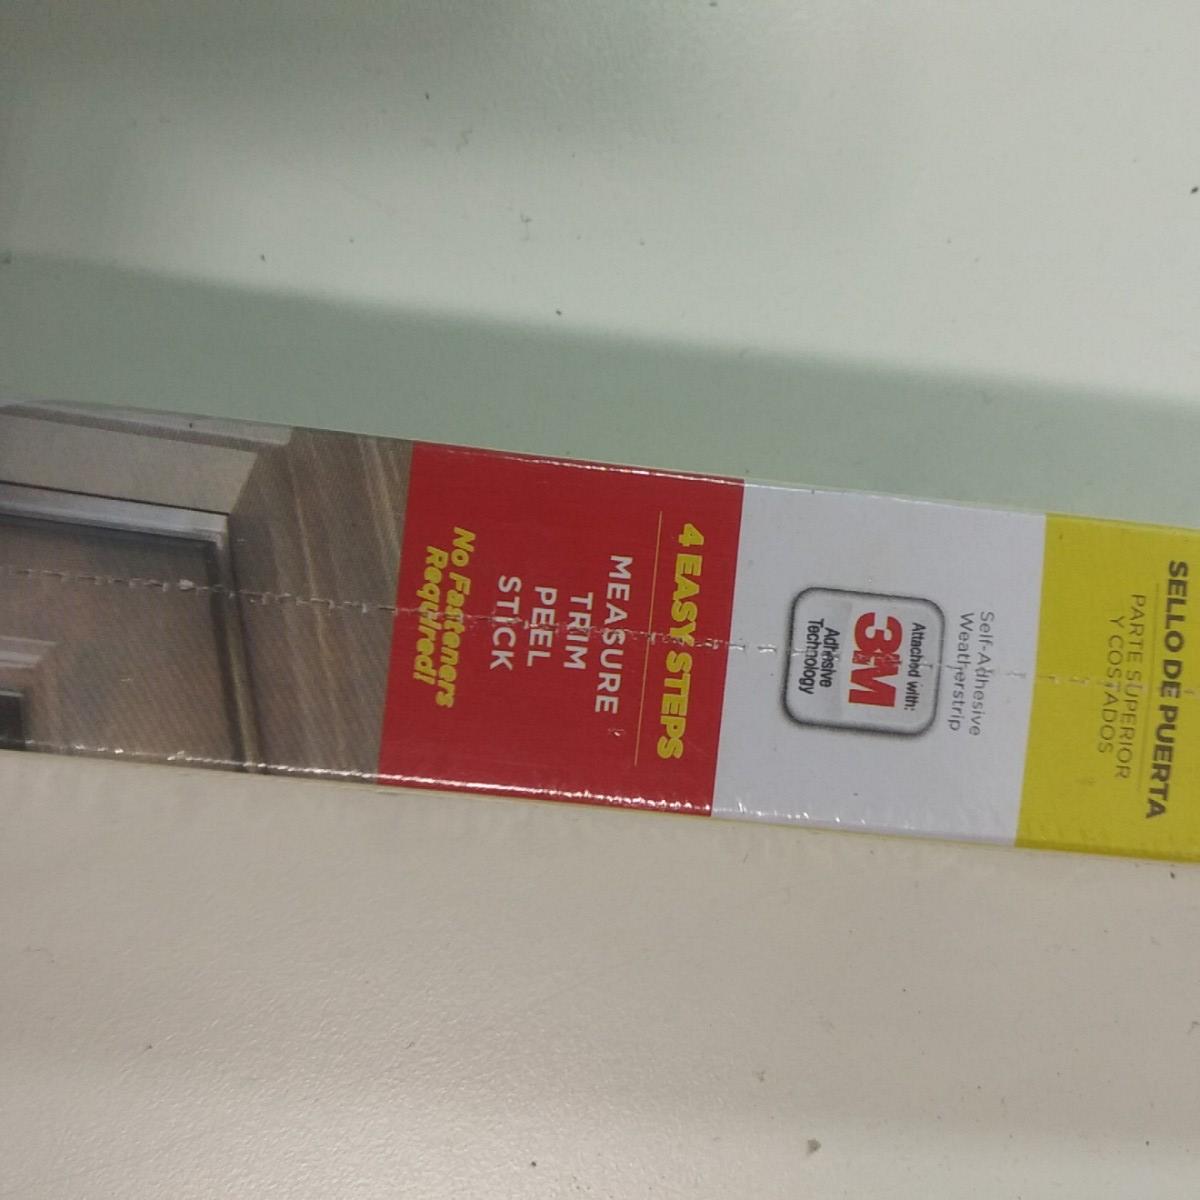 SELLO DE PUERTA
PARTE SUPERIOR
Y COSTADOS
Self-Adhesive
Weatherstrip
Attached with:
3M
Adhesive
Technology
4 EASY STEPS
MEASURE
TRIM
PEEL
STICK
No Fasteners
Required!